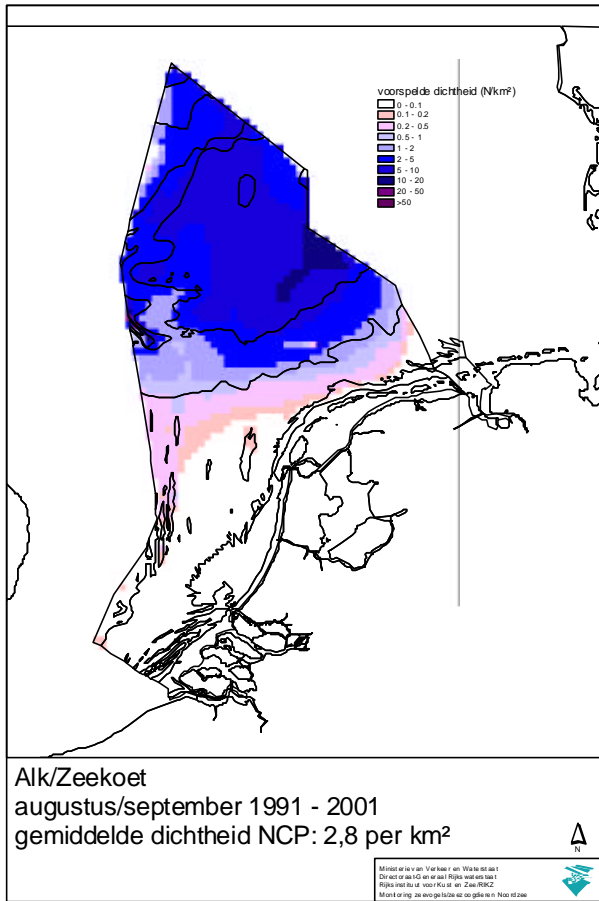 voorspelde dichtheid (N/km²)
0 - 0.1
0.1 - 0.2
0.2 - 0.5
0.5 - 1
1 - 2
2 - 5
5 - 10
10 - 20
20 - 50
>50
Alk/Zeekoet
augustus/september 1991 - 2001
gemiddelde dichtheid NCP: 2,8 per km²
N
Ministerie van Verkeer en Waterstaat
Directoraat-Generaal Rijkswaterstaat
Rijksinstituut voor Kust en Zee/RIKZ
Monitoring zeevogels/zeezoogdieren Noordzee